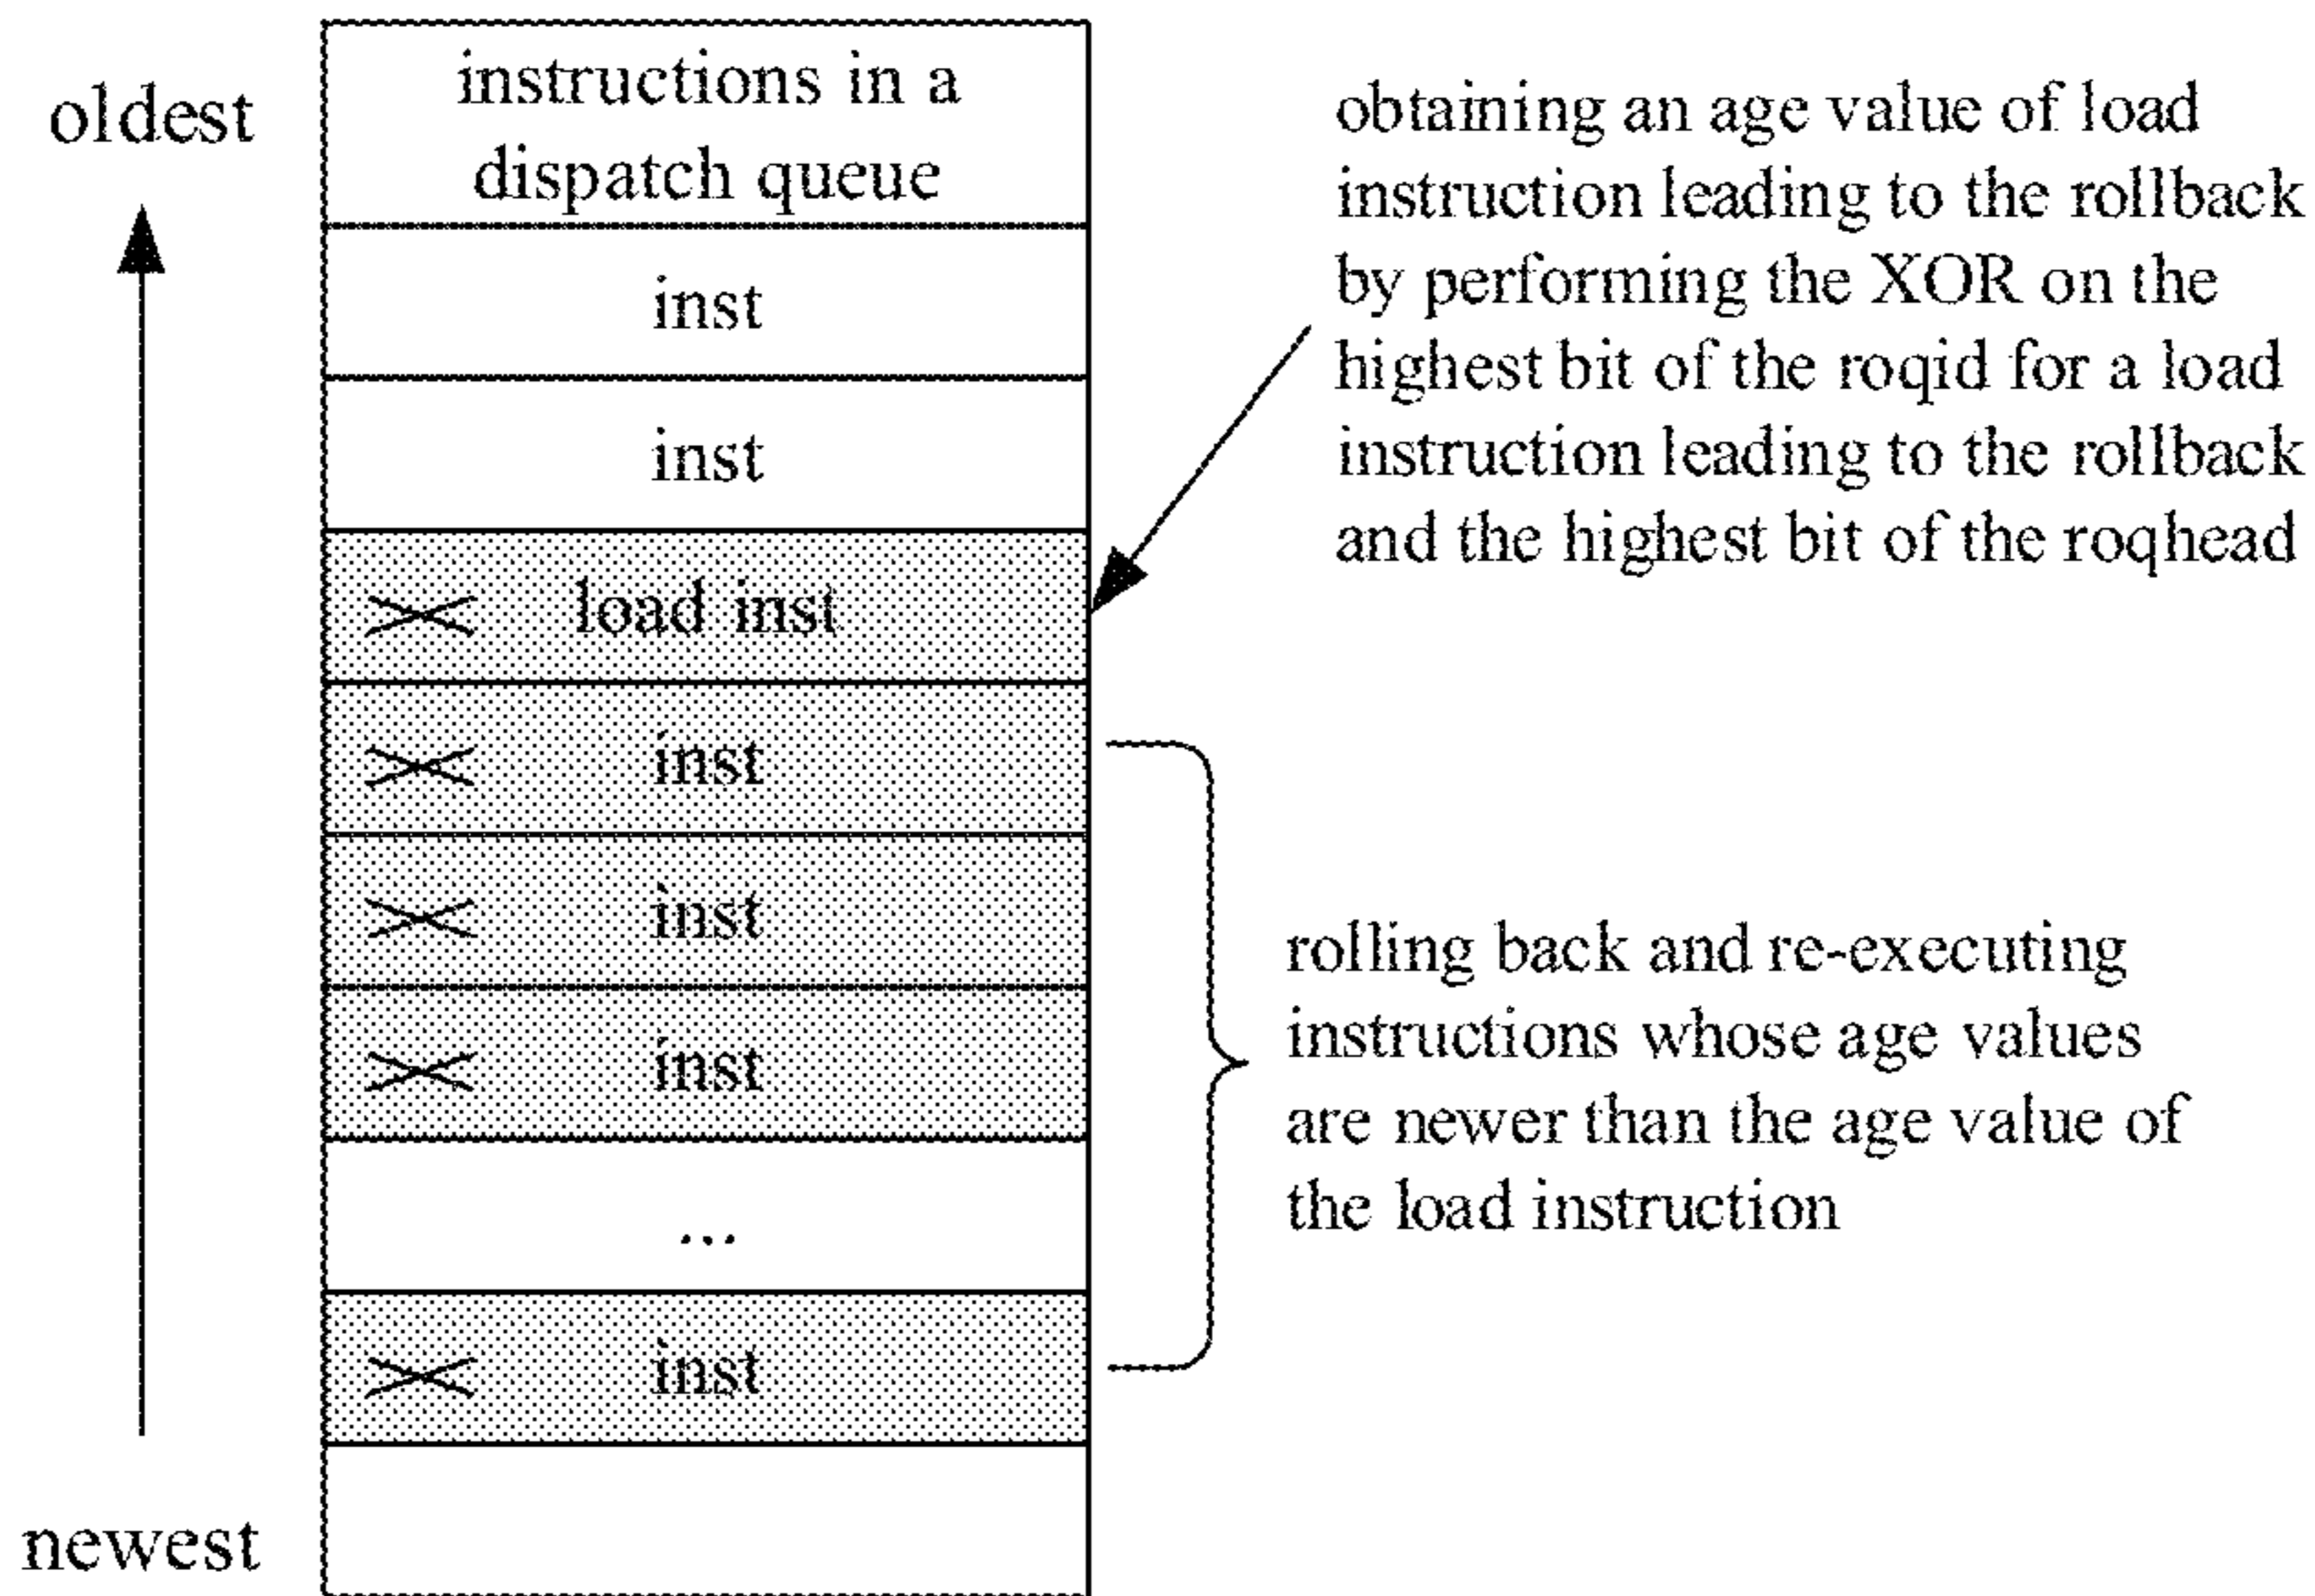 oldest
instructions in a
dispatch queue
inst
inst
load inst
inst
inst
inst
...
inst
newest
obtaining an age value of load
instruction leading to the rollback
by performing the XOR on the
highest bit of the roqid for a load
instruction leading to the rollback
and the highest bit of the roqhead
rolling back and re-executing
instructions whose age values
are newer than the age value of
the load instruction